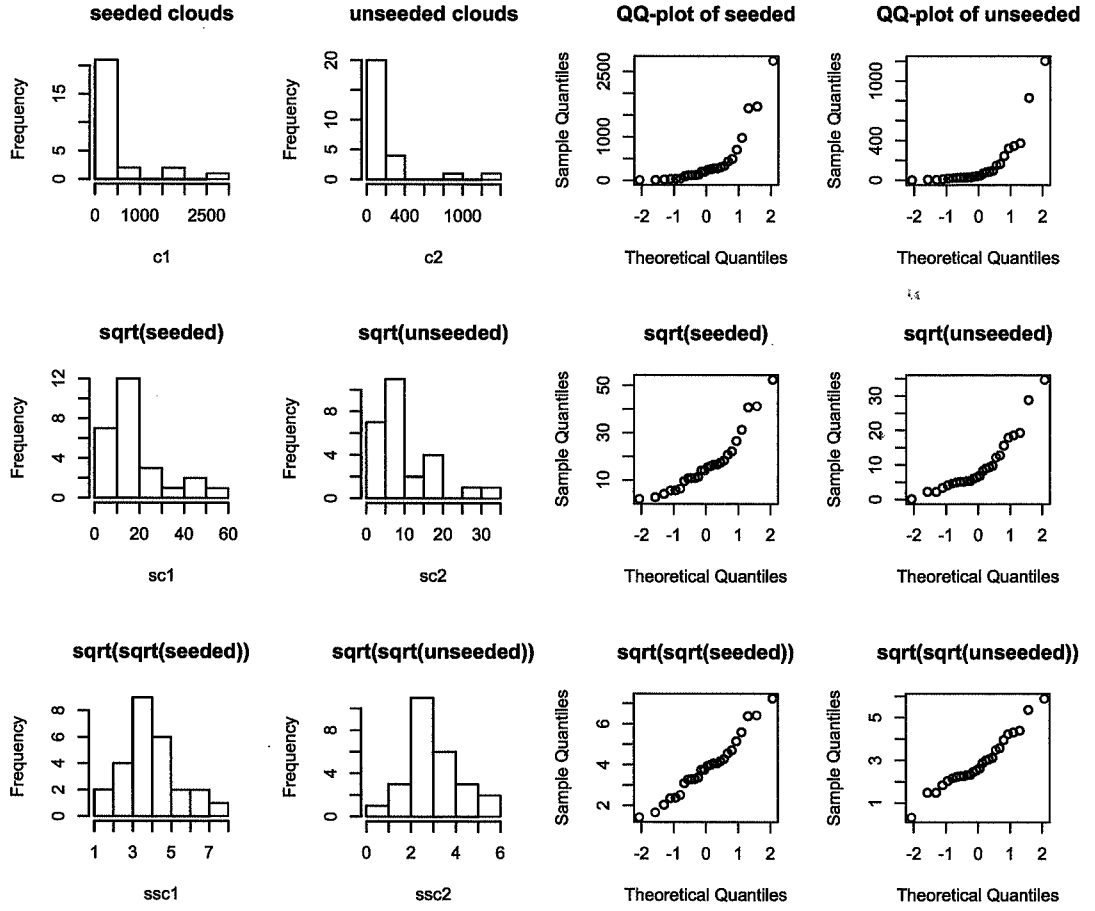 seeded clouds
unseeded clouds
QQ-plot of seeded
QQ-plot of unseeded
Frequency
0 5 15
0 1000 2500
c1
Frequency
0 5 10 15 20
0 400 1000
c2
Sample Quantiles
0 1000 2500
-2 -1 0 1 2
Theoretical Quantiles
Sample Quantiles
0 400 1000
-2 -1 0 1 2
Theoretical Quantiles
sqrt(seeded)
sqrt(unseeded)
sqrt(seeded)
sqrt(unseeded)
Frequency
0 4 8 12
0 20 40 60
sc1
Frequency
0 4 8
0 10 20 30
sc2
Sample Quantiles
10 30 50
-2 -1 0 1 2
Theoretical Quantiles
Sample Quantiles
0 10 20 30
-2 -1 0 1 2
Theoretical Quantiles
sqrt(sqrt(seeded))
sqrt(sqrt(unseeded))
sqrt(sqrt(seeded))
sqrt(sqrt(unseeded))
Frequency
0 2 4 6 8
1 3 5 7
ssc1
Frequency
0 4 8
0 2 4 6
ssc2
Sample Quantiles
2 4 6
-2 -1 0 1 2
Theoretical Quantiles
Sample Quantiles
1 3 5
-2 -1 0 1 2
Theoretical Quantiles